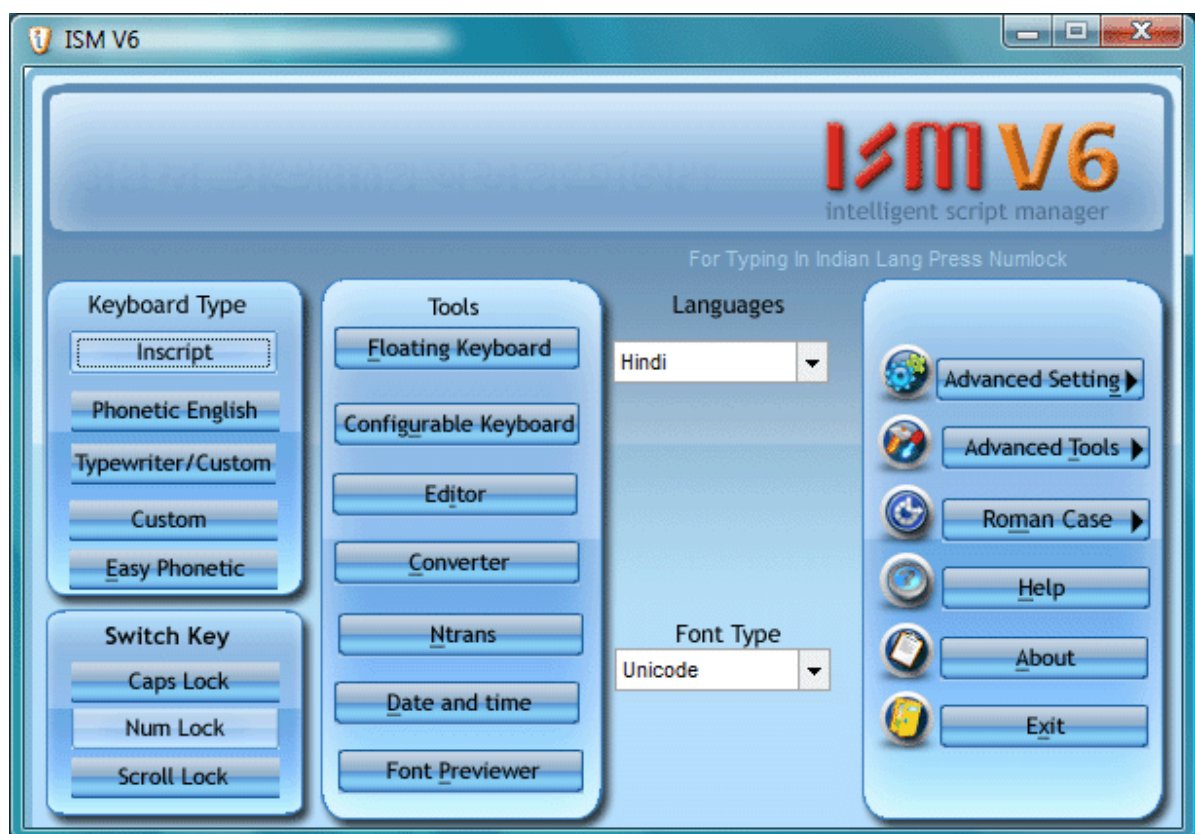 ISM V6
ISM V6
intelligent script manager
For Typing In Indian Lang Press Numlock
Keyboard Type
Inscript
Phonetic English
Typewriter/Custom
Custom
Easy Phonetic
Switch Key
Caps Lock
Num Lock
Scroll Lock
Tools
Floating Keyboard
Configurable Keyboard
Editor
Converter
Ntrans
Date and time
Font Previewer
Languages
Hindi
Font Type
Unicode
Advanced Setting
Advanced Tools
Roman Case
Help
About
Exit